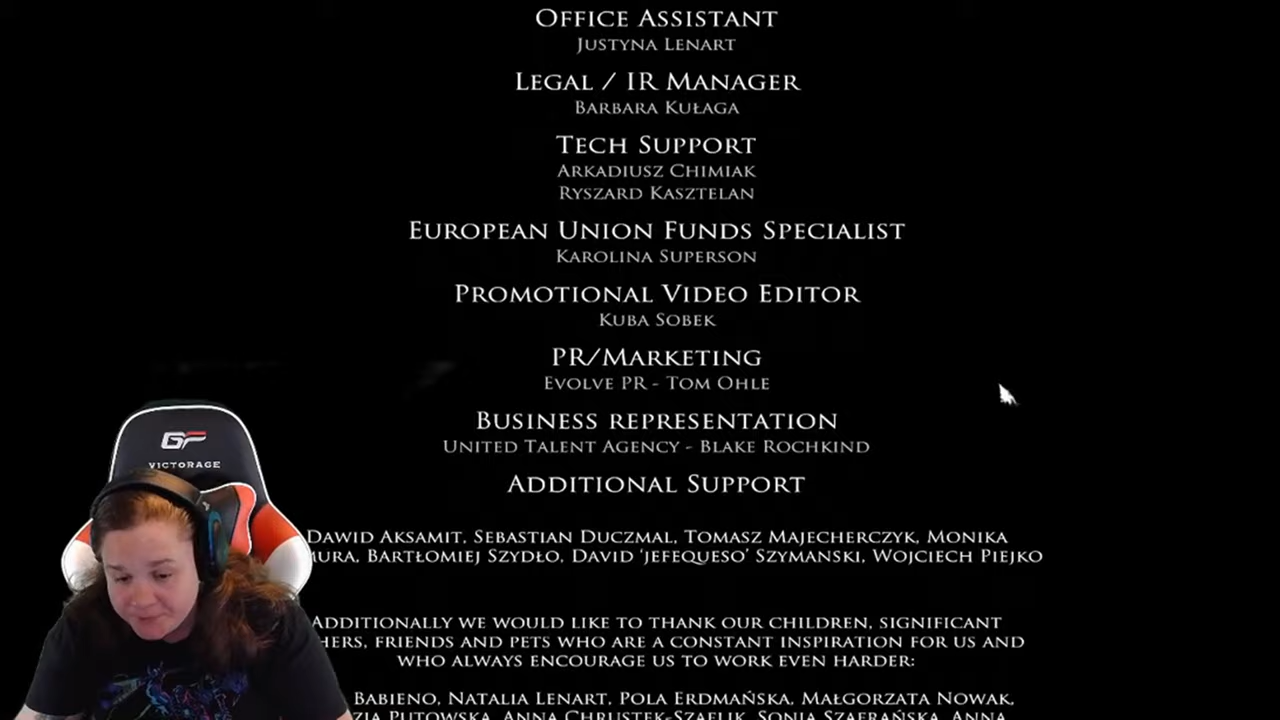 Office Assistant
Justyna Lenart
Legal / IR Manager
Barbara Kułaga
Tech Support
Arkadiusz Chimiak
Ryszard Kasztelan
European Union Funds Specialist
Karolina Superson
Promotional Video Editor
Kuba Sobek
PR/Marketing
Evolve PR - Tom Ohle
Business representation
United Talent Agency - Blake Rochkind
Additional Support
Dawid Aksamit, Sebastian Duczmal, Tomasz Majecherczyk, Monika
Bartłomiej Szydło, David 'jefequeso' Szymanski, Wojciech Piejko
Additionally we would like to thank our children, significant
friends and pets who are a constant inspiration for us and
who always encourage us to work even harder:
Babieno, Natalia Lenart, Pola Erdmańska, Małgorzata Nowak,
Putowska, Anna Chrustek-Szaflik, Sonia Szafrańska, Anna
GF
VICTORAGE